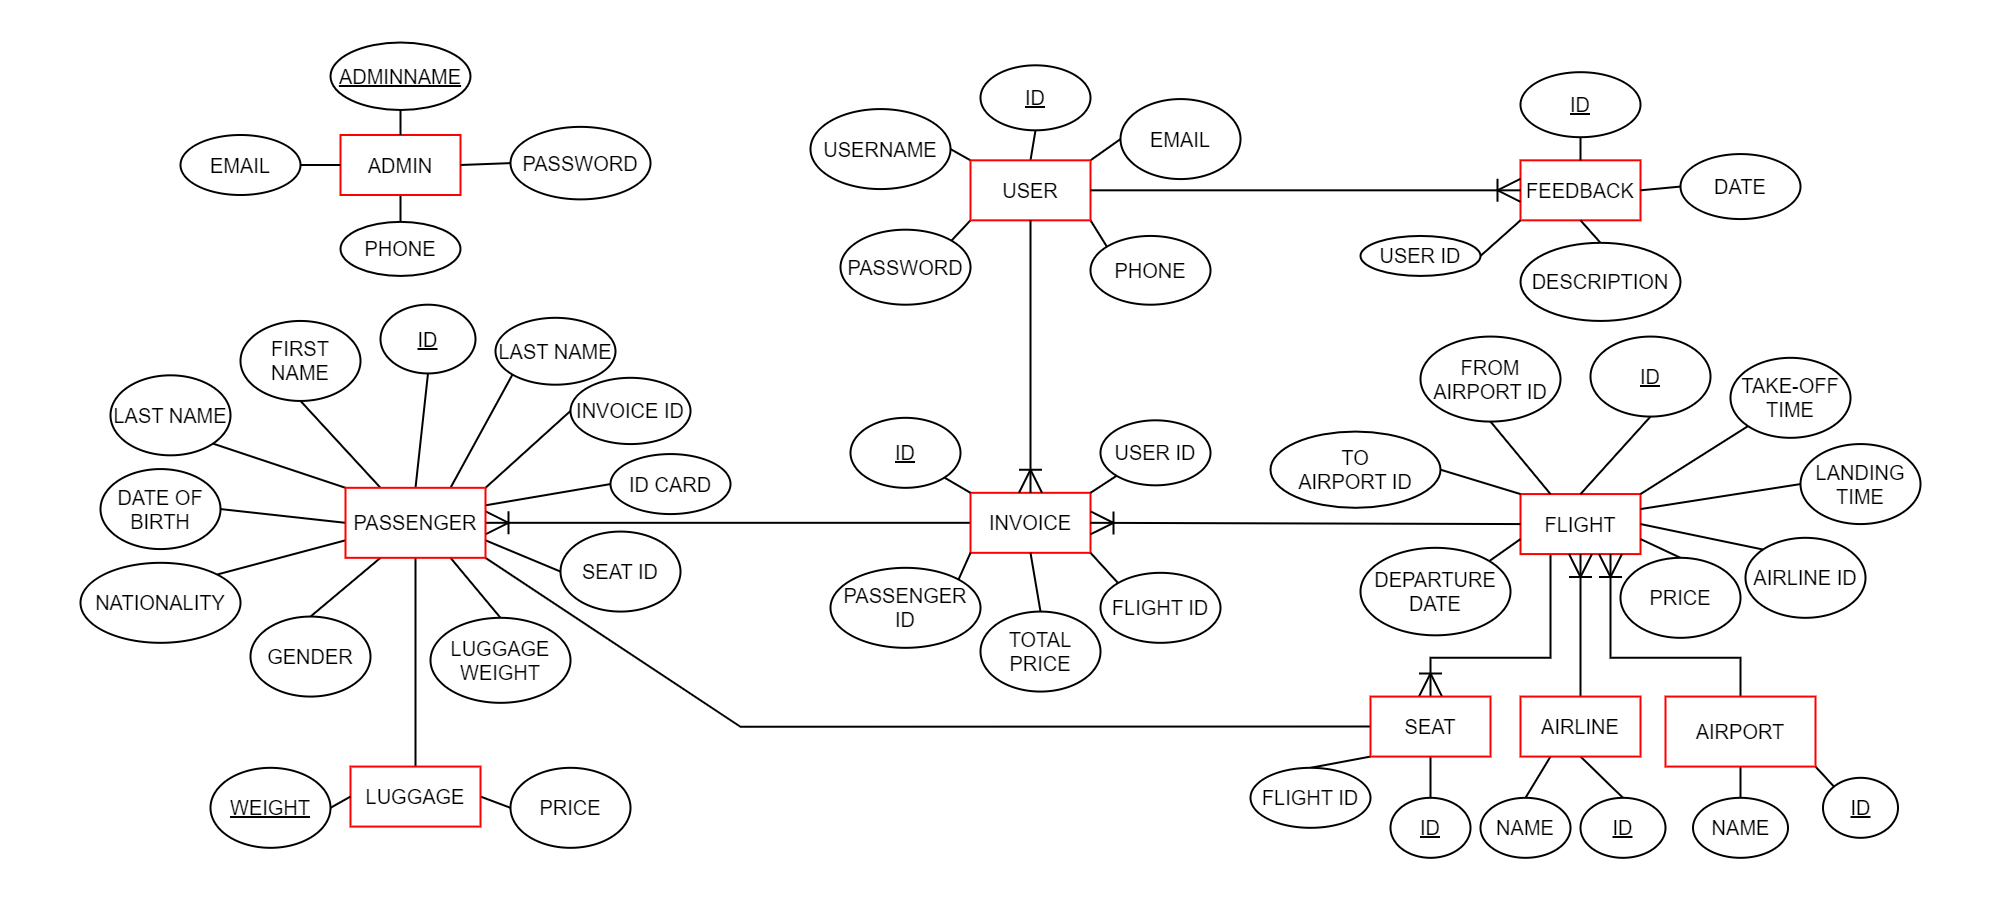 ADMINNAME
EMAIL
ADMIN
PASSWORD
PHONE
ID
USERNAME
EMAIL
USER
PASSWORD
PHONE
ID
FEEDBACK
DATE
USER ID
DESCRIPTION
FIRST
NAME
ID
LAST NAME
LAST NAME
INVOICE ID
ID CARD
DATE OF
BIRTH
PASSENGER
NATIONALITY
SEAT ID
GENDER
LUGGAGE
WEIGHT
WEIGHT
LUGGAGE
PRICE
ID
USER ID
INVOICE
PASSENGER
ID
TOTAL
PRICE
FLIGHT ID
FROM
AIRPORT ID
ID
TAKE-OFF
TIME
TO
AIRPORT ID
LANDING
TIME
FLIGHT
DEPARTURE
DATE
PRICE
AIRLINE ID
SEAT
AIRLINE
AIRPORT
FLIGHT ID
ID
NAME
ID
NAME
ID